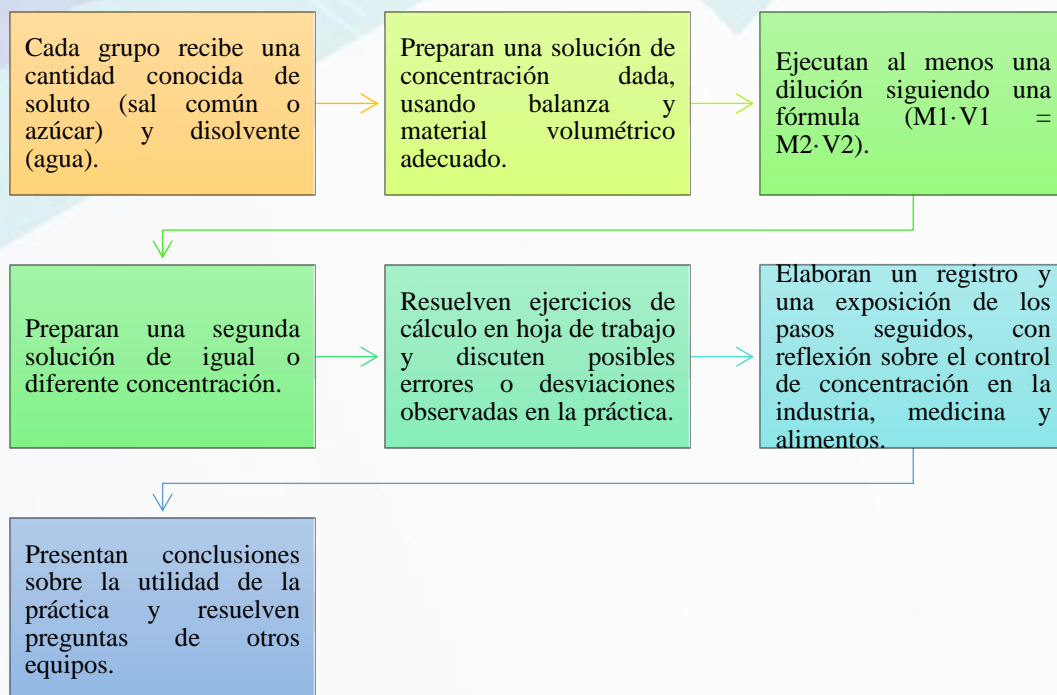 Cada grupo recibe una
cantidad conocida de
soluto (sal común o
azúcar) y disolvente
(agua).
Preparan una solución de
concentración dada,
usando balanza y
material volumétrico
adecuado.
Ejecutan al menos una
dilución siguiendo una
fórmula (M1·V1 =
M2·V2).
Preparan una segunda
solución de igual o
diferente concentración.
Resuelven ejercicios de
cálculo en hoja de trabajo
y discuten posibles
errores o desviaciones
observadas en la práctica.
Elaboran un registro y
una exposición de los
pasos seguidos, con
reflexión sobre el control
de concentración en la
industria, medicina y
alimentos.
Presentan conclusiones
sobre la utilidad de la
práctica y resuelven
preguntas de otros
equipos.